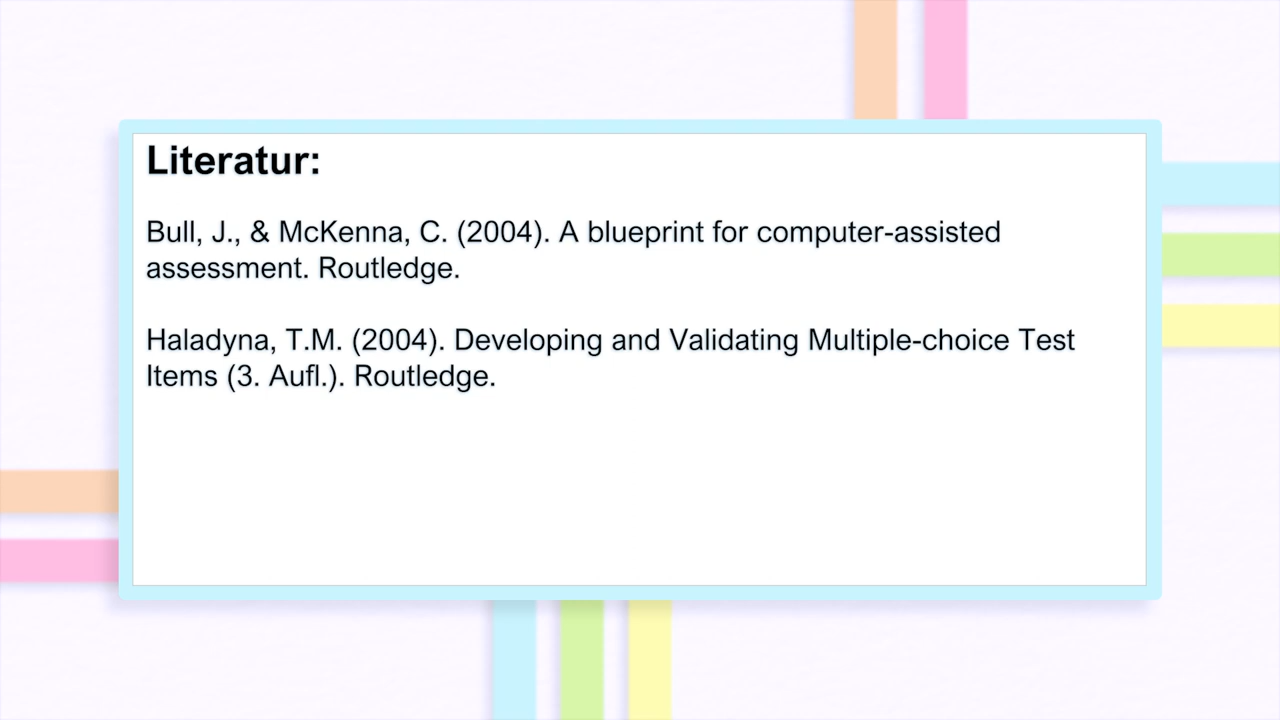 Literatur:
Bull, J., & McKenna, C. (2004). A blueprint for computer-assisted
assessment. Routledge.
Haladyna, T.M. (2004). Developing and Validating Multiple-choice Test
Items (3. Aufl.). Routledge.